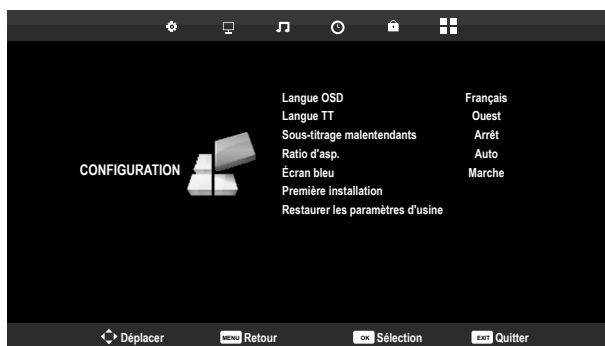 CONFIGURATION
Langue OSD Français
Langue TT Ouest
Sous-titrage malentendants Arrêt
Ratio d'asp. Auto
Écran bleu Marche
Première installation
Restaurer les paramètres d'usine
Déplacer MENU Retour OK Sélection EXIT Quitter